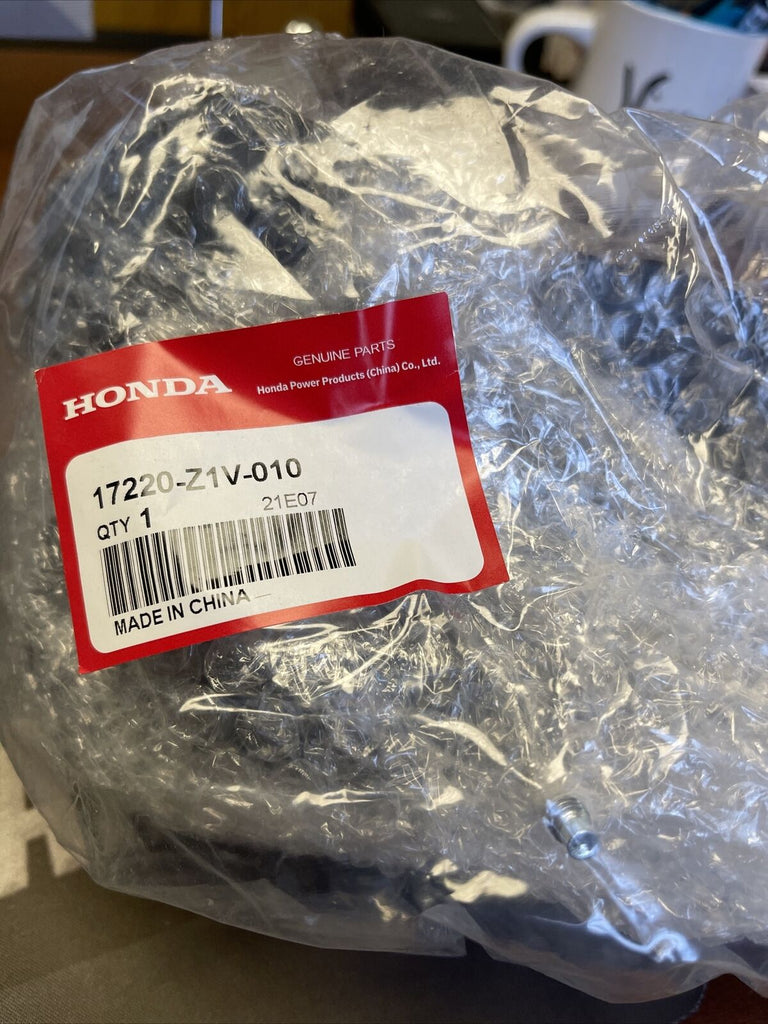 GENUINE PARTS
HONDA
Honda Power Products (China) Co., Ltd.
17220-Z1V-010
21E07
QTY 1
MADE IN CHINA